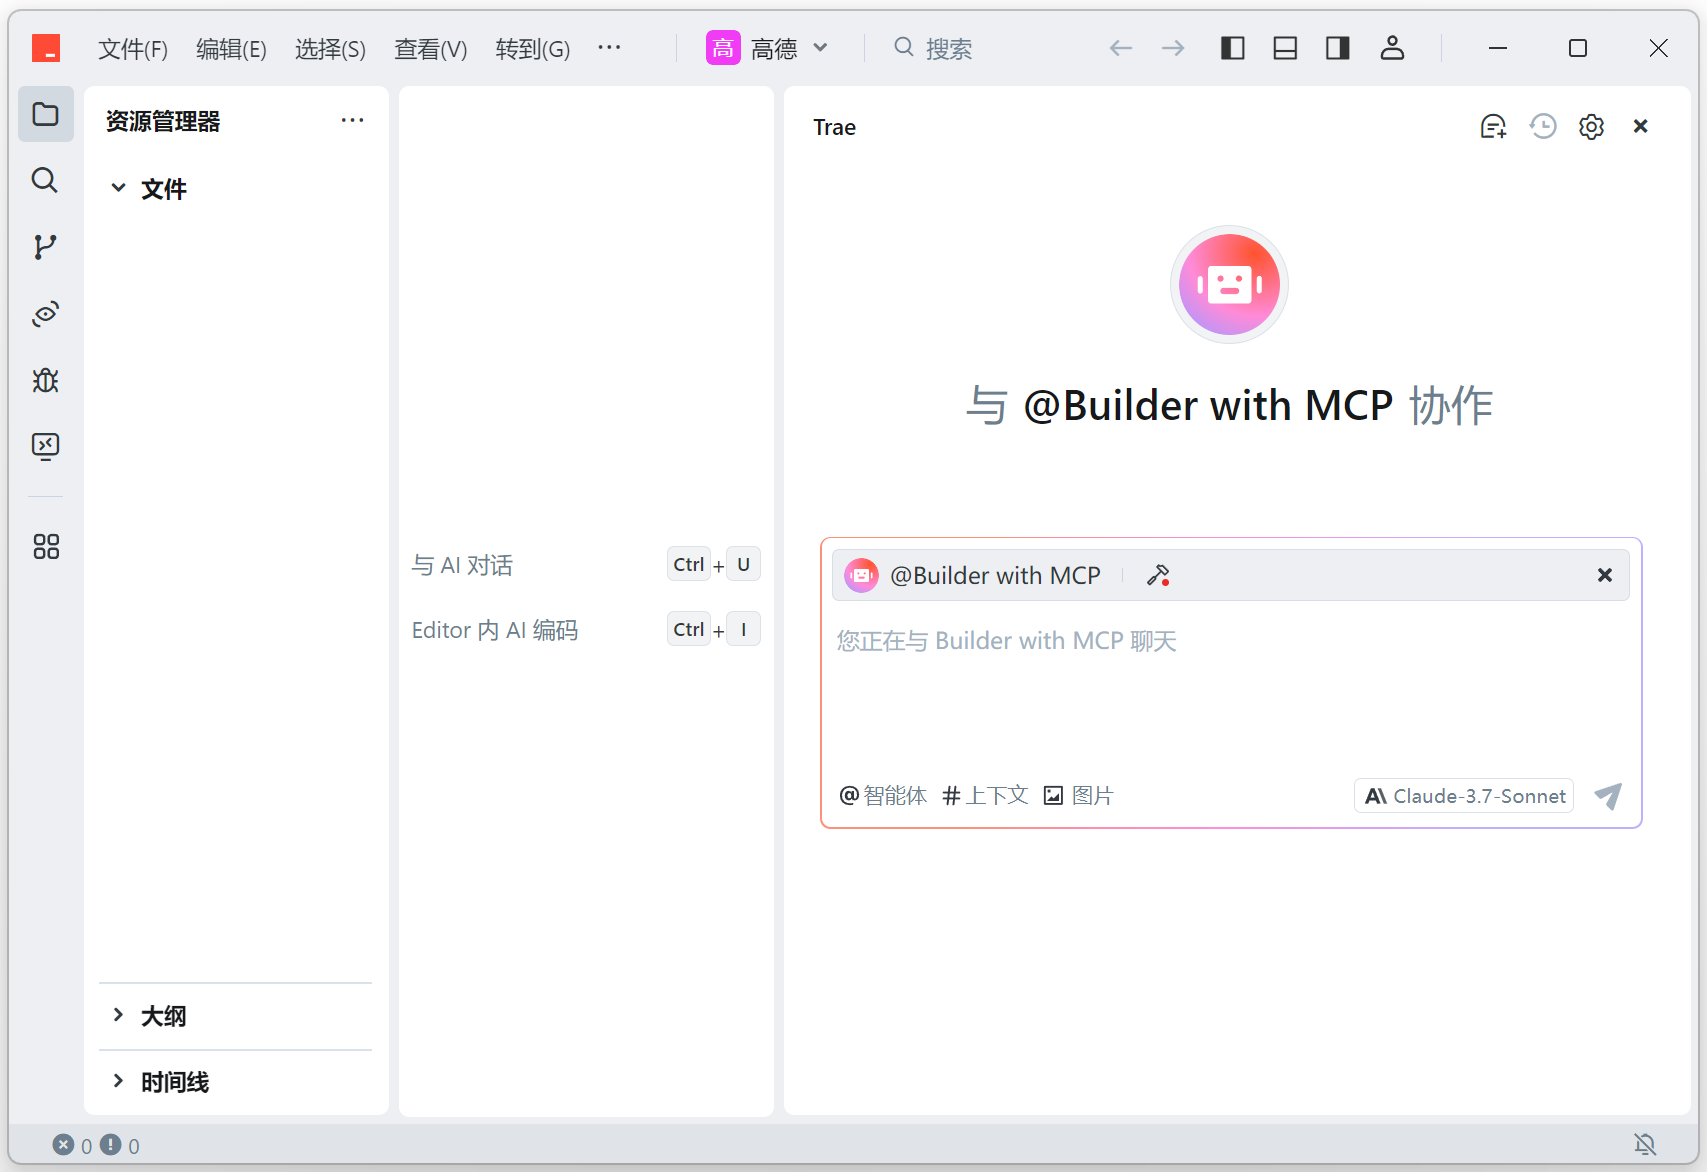 文件(F) 编辑(E) 选择(S) 查看(V) 转到(G) ··· 高 高德 搜索
资源管理器 ···
文件
大纲
时间线
与 AI 对话 Ctrl + U
Editor 内 AI 编码 Ctrl + I
Trae
与 @Builder with MCP 协作
@Builder with MCP
您正在与 Builder with MCP 聊天
@智能体 #上下文 图片 Claude-3.7-Sonnet
0 0